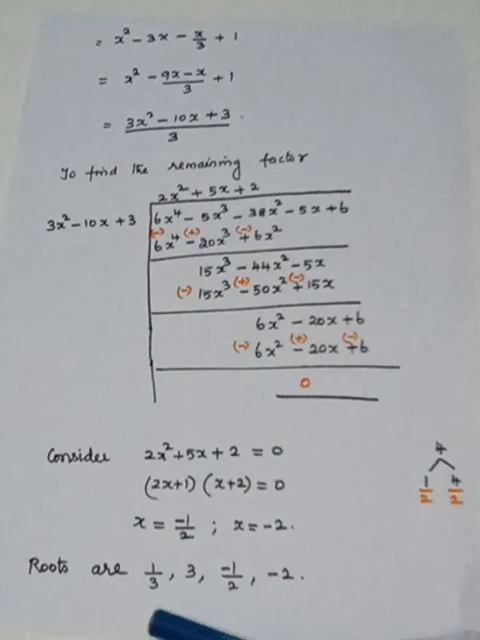 = x² - 3x - x/3 + 1
= x² - (9x - x)/3 + 1
= (3x² - 10x + 3)/3.
To find the remaining factor
2x² + 5x + 2
3x² - 10x + 3 | 6x⁴ - 5x³ - 38x² - 5x + 6
(-) (+) (-)
6x⁴ - 20x³ + 6x²
15x³ - 44x² - 5x
(-) 15x³ (+) - 50x² (-) + 15x
6x² - 20x + 6
(-) 6x² (+) - 20x (-) + 6
0
Consider 2x² + 5x + 2 = 0
(2x+1) (x+2) = 0
x = -1/2 ; x = -2.
Roots are 1/3, 3, -1/2, -2.
4
1/2 4/2